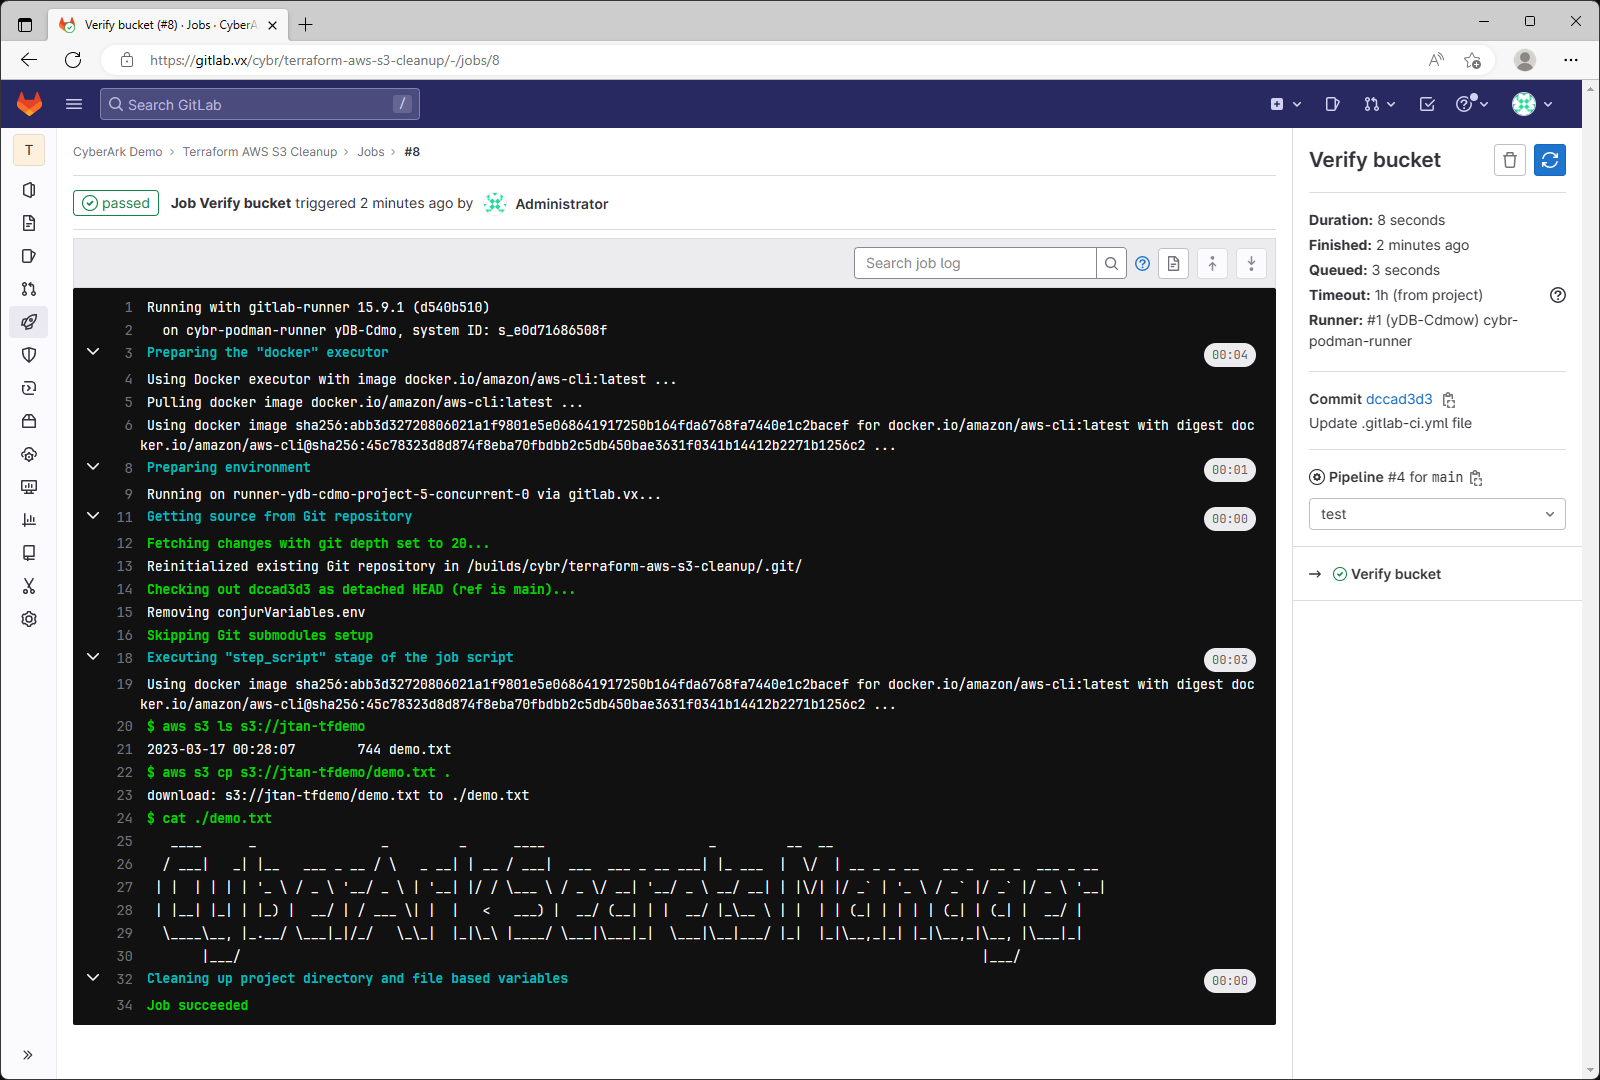 Verify bucket (#8) · Jobs · CyberA
https://gitlab.vx/cybr/terraform-aws-s3-cleanup/-/jobs/8
Search GitLab /
T
CyberArk Demo › Terraform AWS S3 Cleanup › Jobs › #8
passed Job Verify bucket triggered 2 minutes ago by Administrator
Search job log
1 Running with gitlab-runner 15.9.1 (d540b510)
2 on cybr-podman-runner yDB-Cdmo, system ID: s_e0d71686508f
3 Preparing the "docker" executor 00:04
4 Using Docker executor with image docker.io/amazon/aws-cli:latest ...
5 Pulling docker image docker.io/amazon/aws-cli:latest ...
6 Using docker image sha256:abb3d32720806021a1f9801e5e068641917250b164fda6768fa7440e1c2bacef for docker.io/amazon/aws-cli:latest with digest doc
ker.io/amazon/aws-cli@sha256:45c78323d8d874f8eba70fbdbb2c5db450bae3631f0341b14412b2271b1256c2 ...
8 Preparing environment 00:01
9 Running on runner-ydb-cdmo-project-5-concurrent-0 via gitlab.vx...
11 Getting source from Git repository 00:00
12 Fetching changes with git depth set to 20...
13 Reinitialized existing Git repository in /builds/cybr/terraform-aws-s3-cleanup/.git/
14 Checking out dccad3d3 as detached HEAD (ref is main)...
15 Removing conjurVariables.env
16 Skipping Git submodules setup
18 Executing "step_script" stage of the job script 00:03
19 Using docker image sha256:abb3d32720806021a1f9801e5e068641917250b164fda6768fa7440e1c2bacef for docker.io/amazon/aws-cli:latest with digest doc
ker.io/amazon/aws-cli@sha256:45c78323d8d874f8eba70fbdbb2c5db450bae3631f0341b14412b2271b1256c2 ...
20 $ aws s3 ls s3://jtan-tfdemo
21 2023-03-17 00:28:07 744 demo.txt
22 $ aws s3 cp s3://jtan-tfdemo/demo.txt .
23 download: s3://jtan-tfdemo/demo.txt to ./demo.txt
24 $ cat ./demo.txt
25
26
27
28
29
30
CyberArk Secrets Manager
32 Cleaning up project directory and file based variables 00:00
34 Job succeeded
Verify bucket
Duration: 8 seconds
Finished: 2 minutes ago
Queued: 3 seconds
Timeout: 1h (from project)
Runner: #1 (yDB-Cdmow) cybr-
podman-runner
Commit dccad3d3
Update .gitlab-ci.yml file
Pipeline #4 for main
test
→ Verify bucket